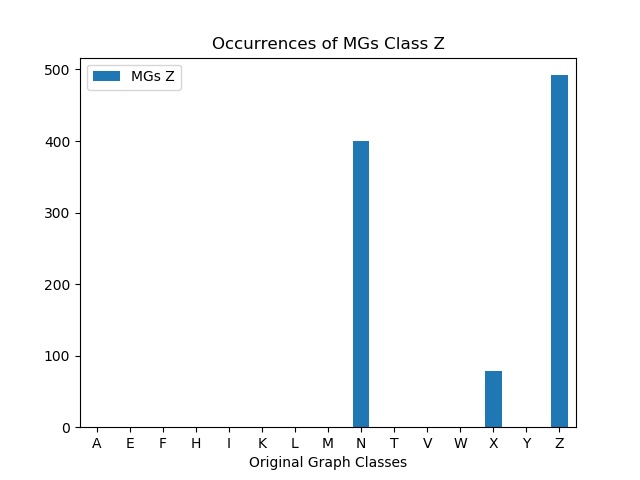 Occurrences of MGs Class Z
MGs Z
500
400
300
200
100
0
A E F H I K L M N T V W X Y Z
Original Graph Classes